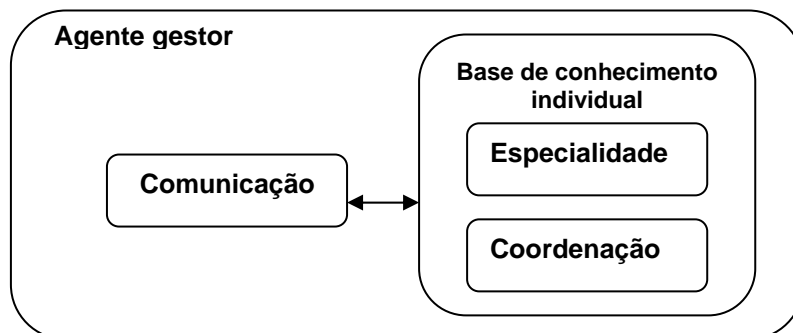 Agente gestor
Base de conhecimento
individual
Especialidade
Comunicação
Coordenação